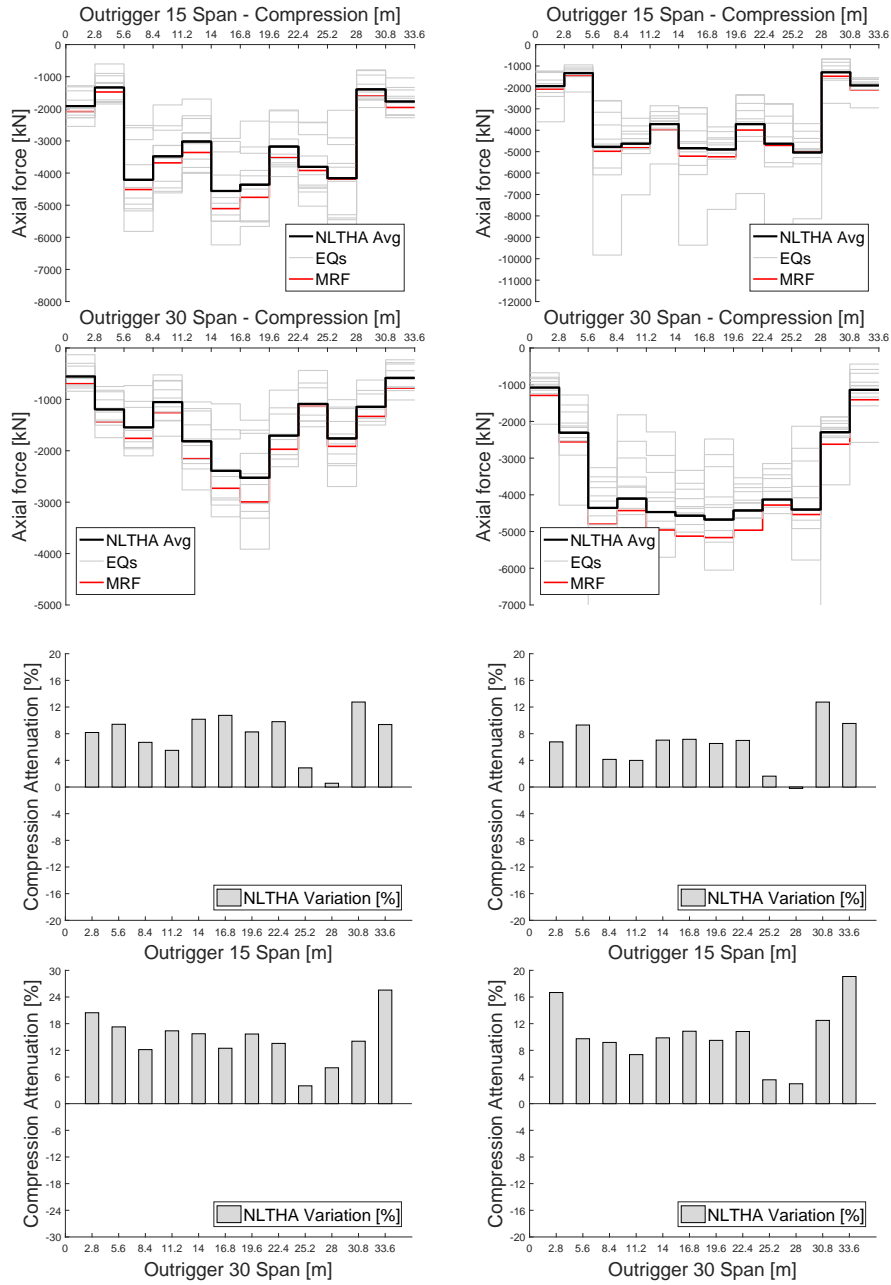 Outrigger 15 Span - Compression [m]
0 2.8 5.6 8.4 11.2 14 16.8 19.6 22.4 25.2 28 30.8 33.6
0
-1000
-2000
-3000
-4000
-5000
-6000
-7000
-8000
Axial force [kN]
NLTHA Avg
EQs
MRF
Outrigger 15 Span - Compression [m]
0 2.8 5.6 8.4 11.2 14 16.8 19.6 22.4 25.2 28 30.8 33.6
0
-1000
-2000
-3000
-4000
-5000
-6000
-7000
-8000
-9000
-10000
-11000
-12000
Axial force [kN]
NLTHA Avg
EQs
MRF
Outrigger 30 Span - Compression [m]
0 2.8 5.6 8.4 11.2 14 16.8 19.6 22.4 25.2 28 30.8 33.6
0
-1000
-2000
-3000
-4000
-5000
Axial force [kN]
NLTHA Avg
EQs
MRF
Outrigger 30 Span - Compression [m]
0 2.8 5.6 8.4 11.2 14 16.8 19.6 22.4 25.2 28 30.8 33.6
0
-1000
-2000
-3000
-4000
-5000
-6000
-7000
Axial force [kN]
NLTHA Avg
EQs
MRF
20
16
12
8
4
0
-4
-8
-12
-16
-20
Compression Attenuation [%]
NLTHA Variation [%]
0 2.8 5.6 8.4 11.2 14 16.8 19.6 22.4 25.2 28 30.8 33.6
Outrigger 15 Span [m]
20
16
12
8
4
0
-4
-8
-12
-16
-20
Compression Attenuation [%]
NLTHA Variation [%]
0 2.8 5.6 8.4 11.2 14 16.8 19.6 22.4 25.2 28 30.8 33.6
Outrigger 15 Span [m]
30
24
18
12
6
0
-6
-12
-18
-24
-30
Compression Attenuation [%]
NLTHA Variation [%]
0 2.8 5.6 8.4 11.2 14 16.8 19.6 22.4 25.2 28 30.8 33.6
Outrigger 30 Span [m]
20
16
12
8
4
0
-4
-8
-12
-16
-20
Compression Attenuation [%]
NLTHA Variation [%]
0 2.8 5.6 8.4 11.2 14 16.8 19.6 22.4 25.2 28 30.8 33.6
Outrigger 30 Span [m]